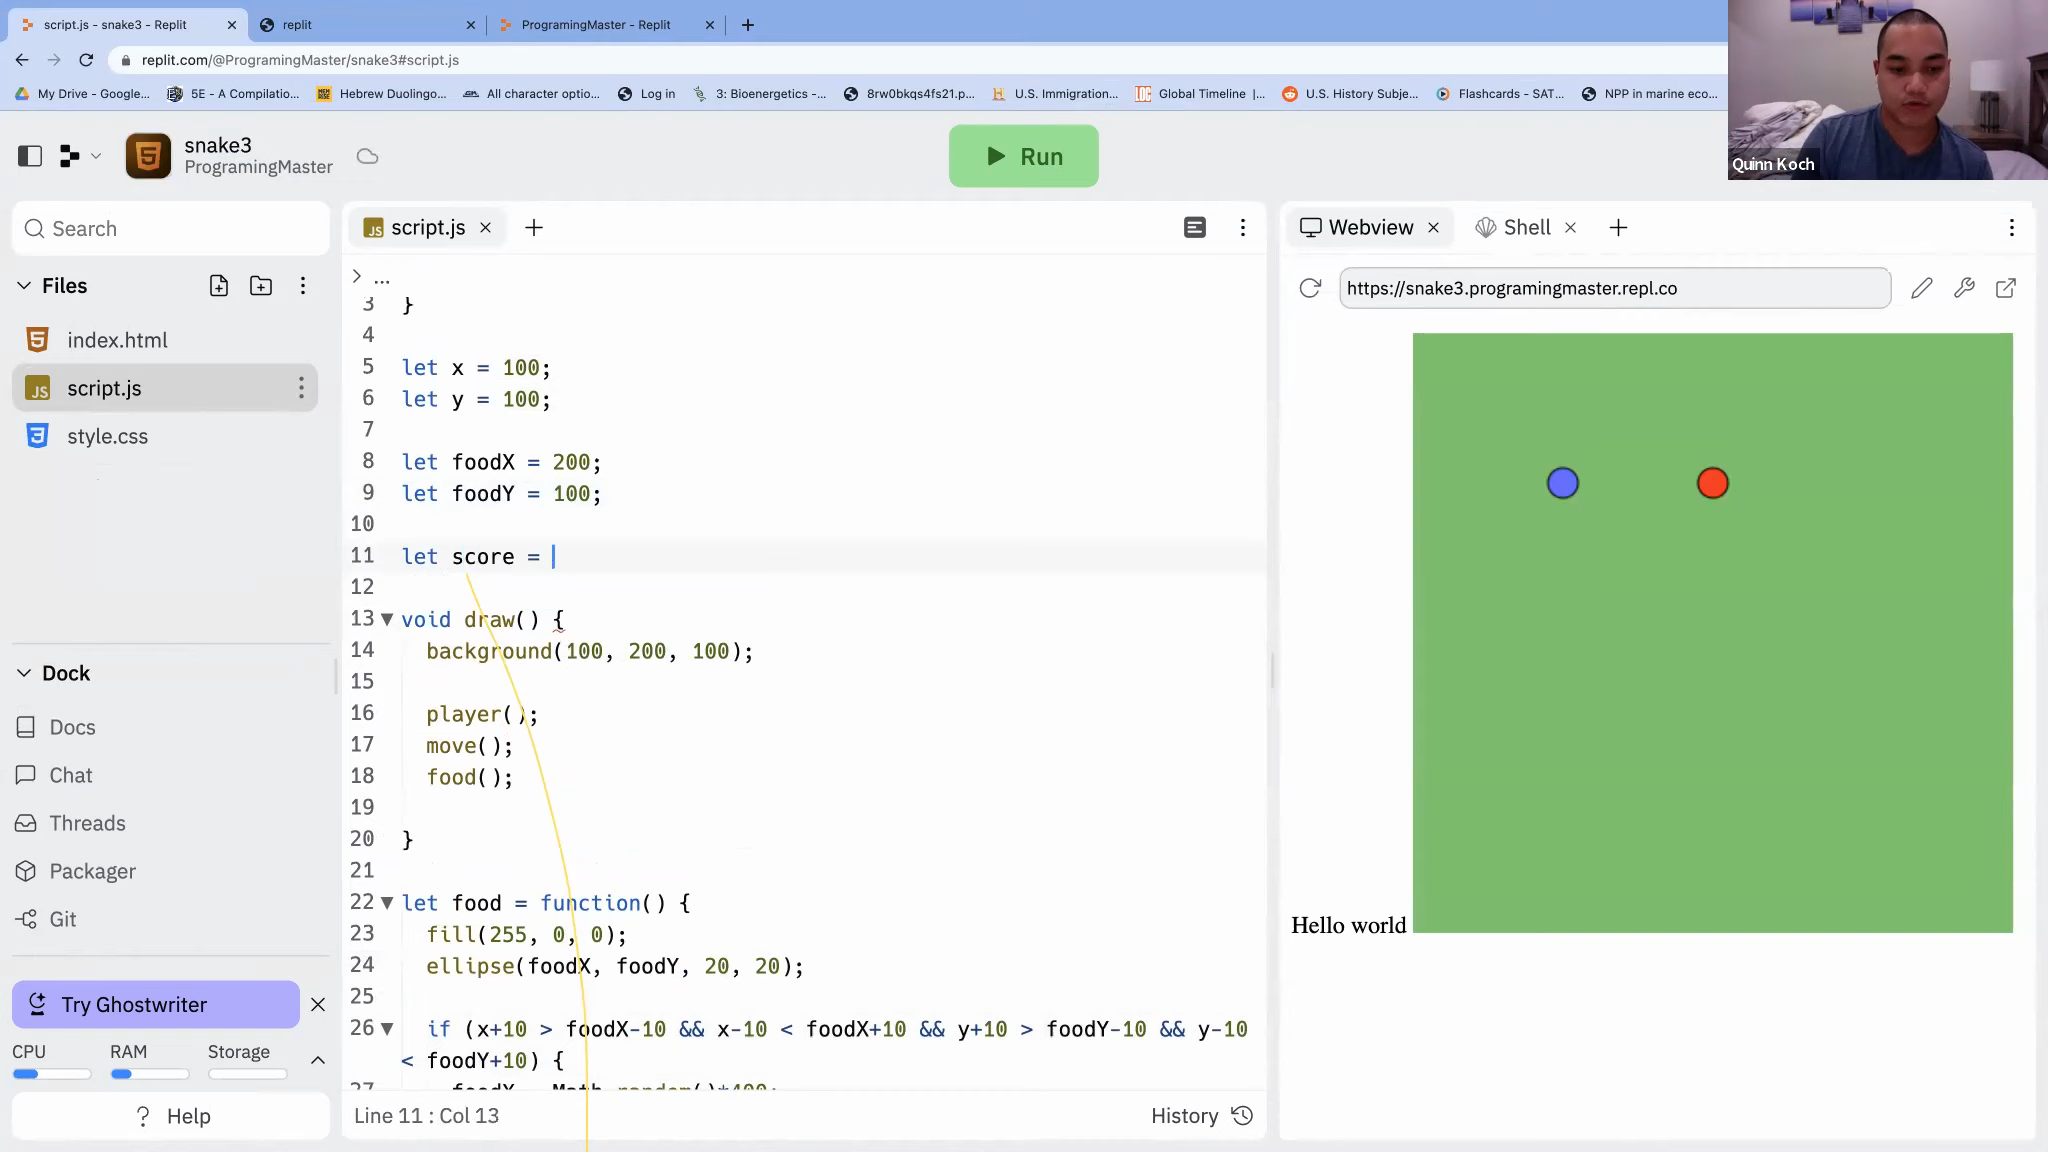 script.js - snake3 - Replit
replit
ProgramingMaster - Replit
replit.com/@ProgramingMaster/snake3#script.js
My Drive - Google...
5E - A Compilatio...
Hebrew Duolingo...
All character optio...
Log in
3: Bioenergetics -...
8rw0bkqs4fs21.p...
U.S. Immigration...
Global Timeline |...
U.S. History Subje...
Flashcards - SAT...
NPP in marine eco...
Quinn Koch
snake3
ProgramingMaster
Run
Search
Files
index.html
script.js
style.css
Dock
Docs
Chat
Threads
Packager
Git
Try Ghostwriter
CPU
RAM
Storage
Help
script.js
...
3 }
4
5 let x = 100;
6 let y = 100;
7
8 let foodX = 200;
9 let foodY = 100;
10
11 let score =
12
13 void draw() {
14 background(100, 200, 100);
15
16 player();
17 move();
18 food();
19
20 }
21
22 let food = function() {
23 fill(255, 0, 0);
24 ellipse(foodX, foodY, 20, 20);
25
26 if (x+10 > foodX-10 && x-10 < foodX+10 && y+10 > foodY-10 && y-10
< foodY+10) {
Line 11 : Col 13
History
Webview
Shell
https://snake3.programingmaster.repl.co
Hello world